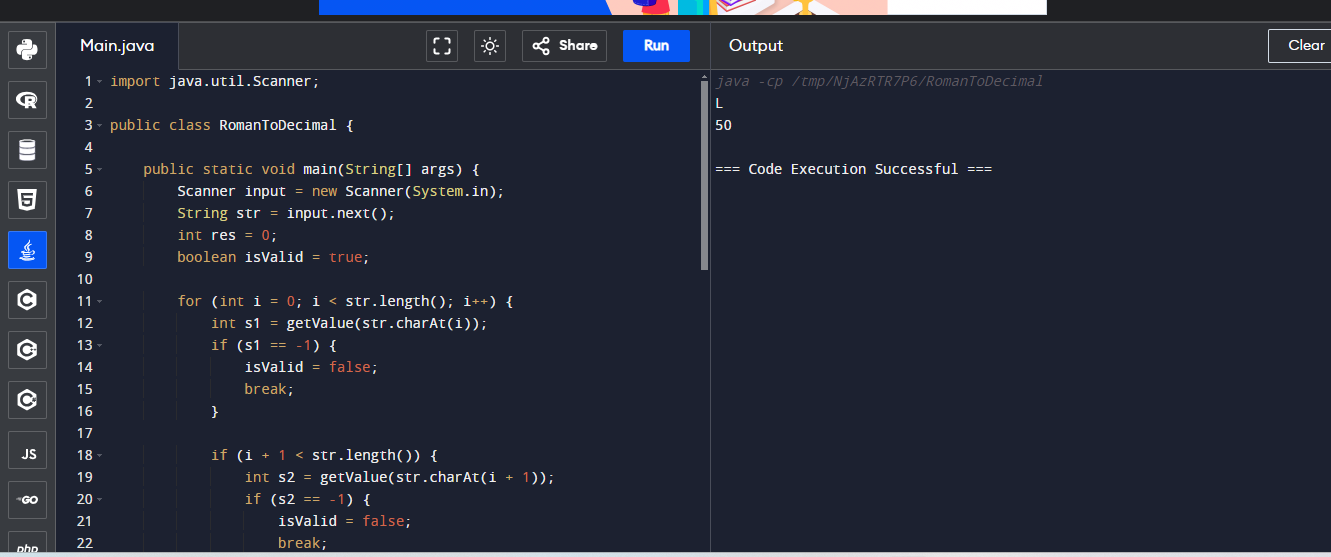 Main.java
Share
Run
Output
Clear
1 import java.util.Scanner;
2
3 public class RomanToDecimal {
4
5     public static void main(String[] args) {
6         Scanner input = new Scanner(System.in);
7         String str = input.next();
8         int res = 0;
9         boolean isValid = true;
10
11         for (int i = 0; i < str.length(); i++) {
12             int s1 = getValue(str.charAt(i));
13             if (s1 == -1) {
14                 isValid = false;
15                 break;
16             }
17
18             if (i + 1 < str.length()) {
19                 int s2 = getValue(str.charAt(i + 1));
20                 if (s2 == -1) {
21                     isValid = false;
22                     break;
java -cp /tmp/NjAzRTR7P6/RomanToDecimal
L
50
=== Code Execution Successful ===
R
5
C
C
C
JS
GO
php